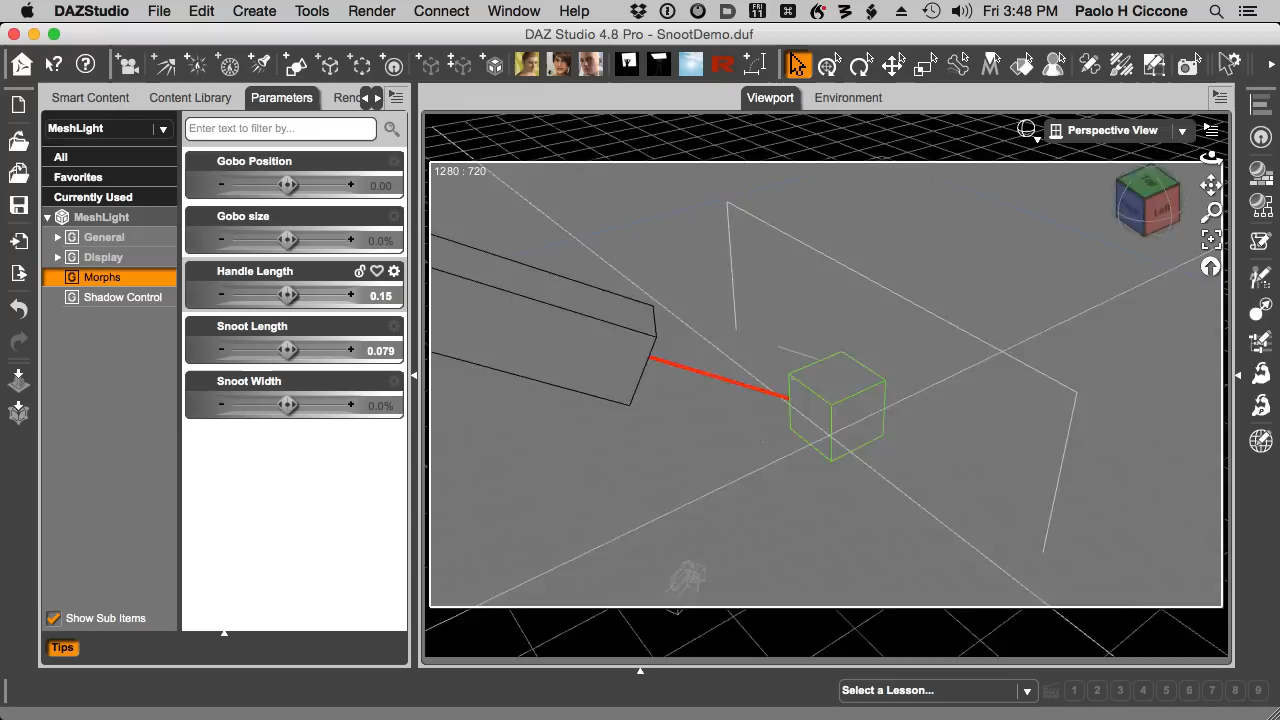 DAZStudio File Edit Create Tools Render Connect Window Help Fri 3:48 PM Paolo H Ciccone
DAZ Studio 4.8 Pro - SnootDemo.duf
Smart Content Content Library Parameters Rend
Viewport Environment
MeshLight
Enter text to filter by...
Perspective View
All
Favorites
Currently Used
MeshLight
General
Display
Morphs
Shadow Control
Gobo Position
- + 0.00
Gobo size
- + 0.0%
Handle Length
- + 0.15
Snoot Length
- + 0.079
Snoot Width
- + 0.0%
1280 : 720
Top
Left
Show Sub Items
Tips
Select a Lesson... 1 2 3 4 5 6 7 8 9